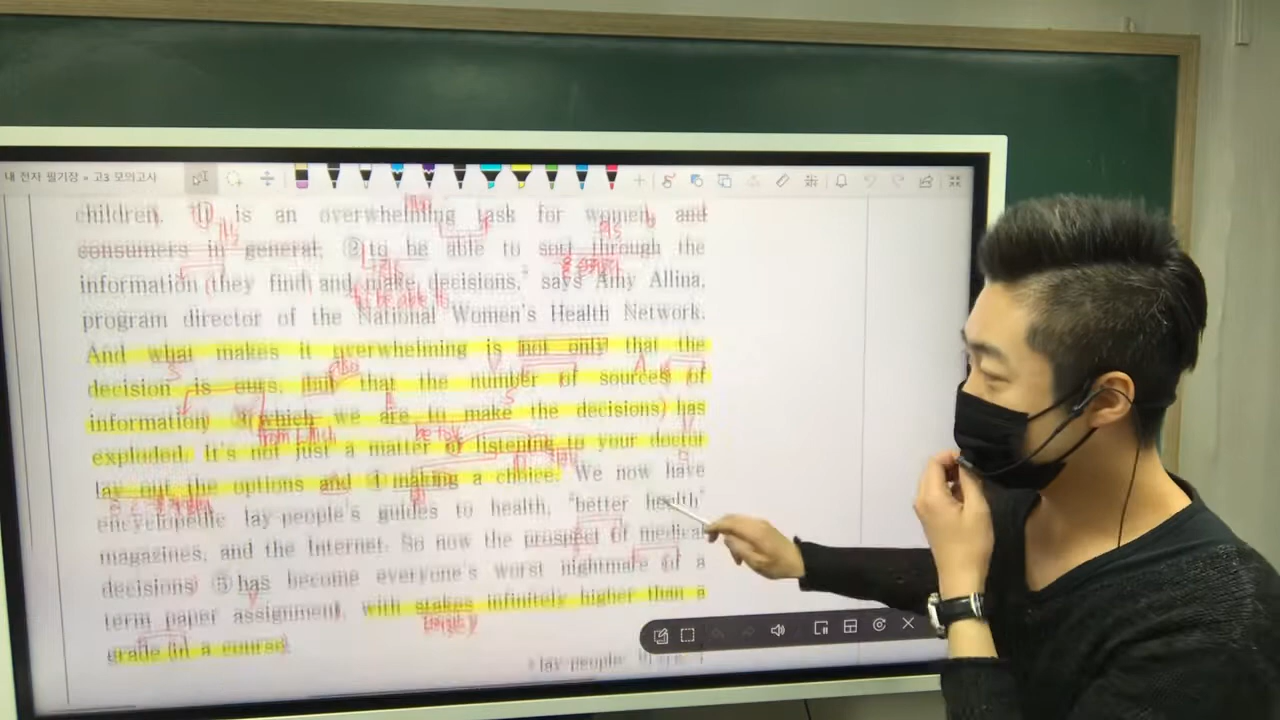 내 전자 필기장 » 고3 모의고사
children. ① is an overwhelming task for women and
consumers in general, ② to be able to sort through the
information (they find) and make decisions," says Amy Allina,
to be able to
program director of the National Women's Health Network.
And what makes it overwhelming is not only that the
also
decision is ours, but that the number of sources of
S
information) ③(which we are to make the decisions) has
from which
exploded. It's not just a matter of listening to your doctor
lay out the options and ④ making a choice. We now have
encyclopedic lay-people's guides to health, "better health"
magazines, and the Internet. So now the prospect of medical
decisions) ⑤ has become everyone's worst nightmare of a
term paper assignment, with stakes infinitely higher than a
grade (in a course).
* lay-people